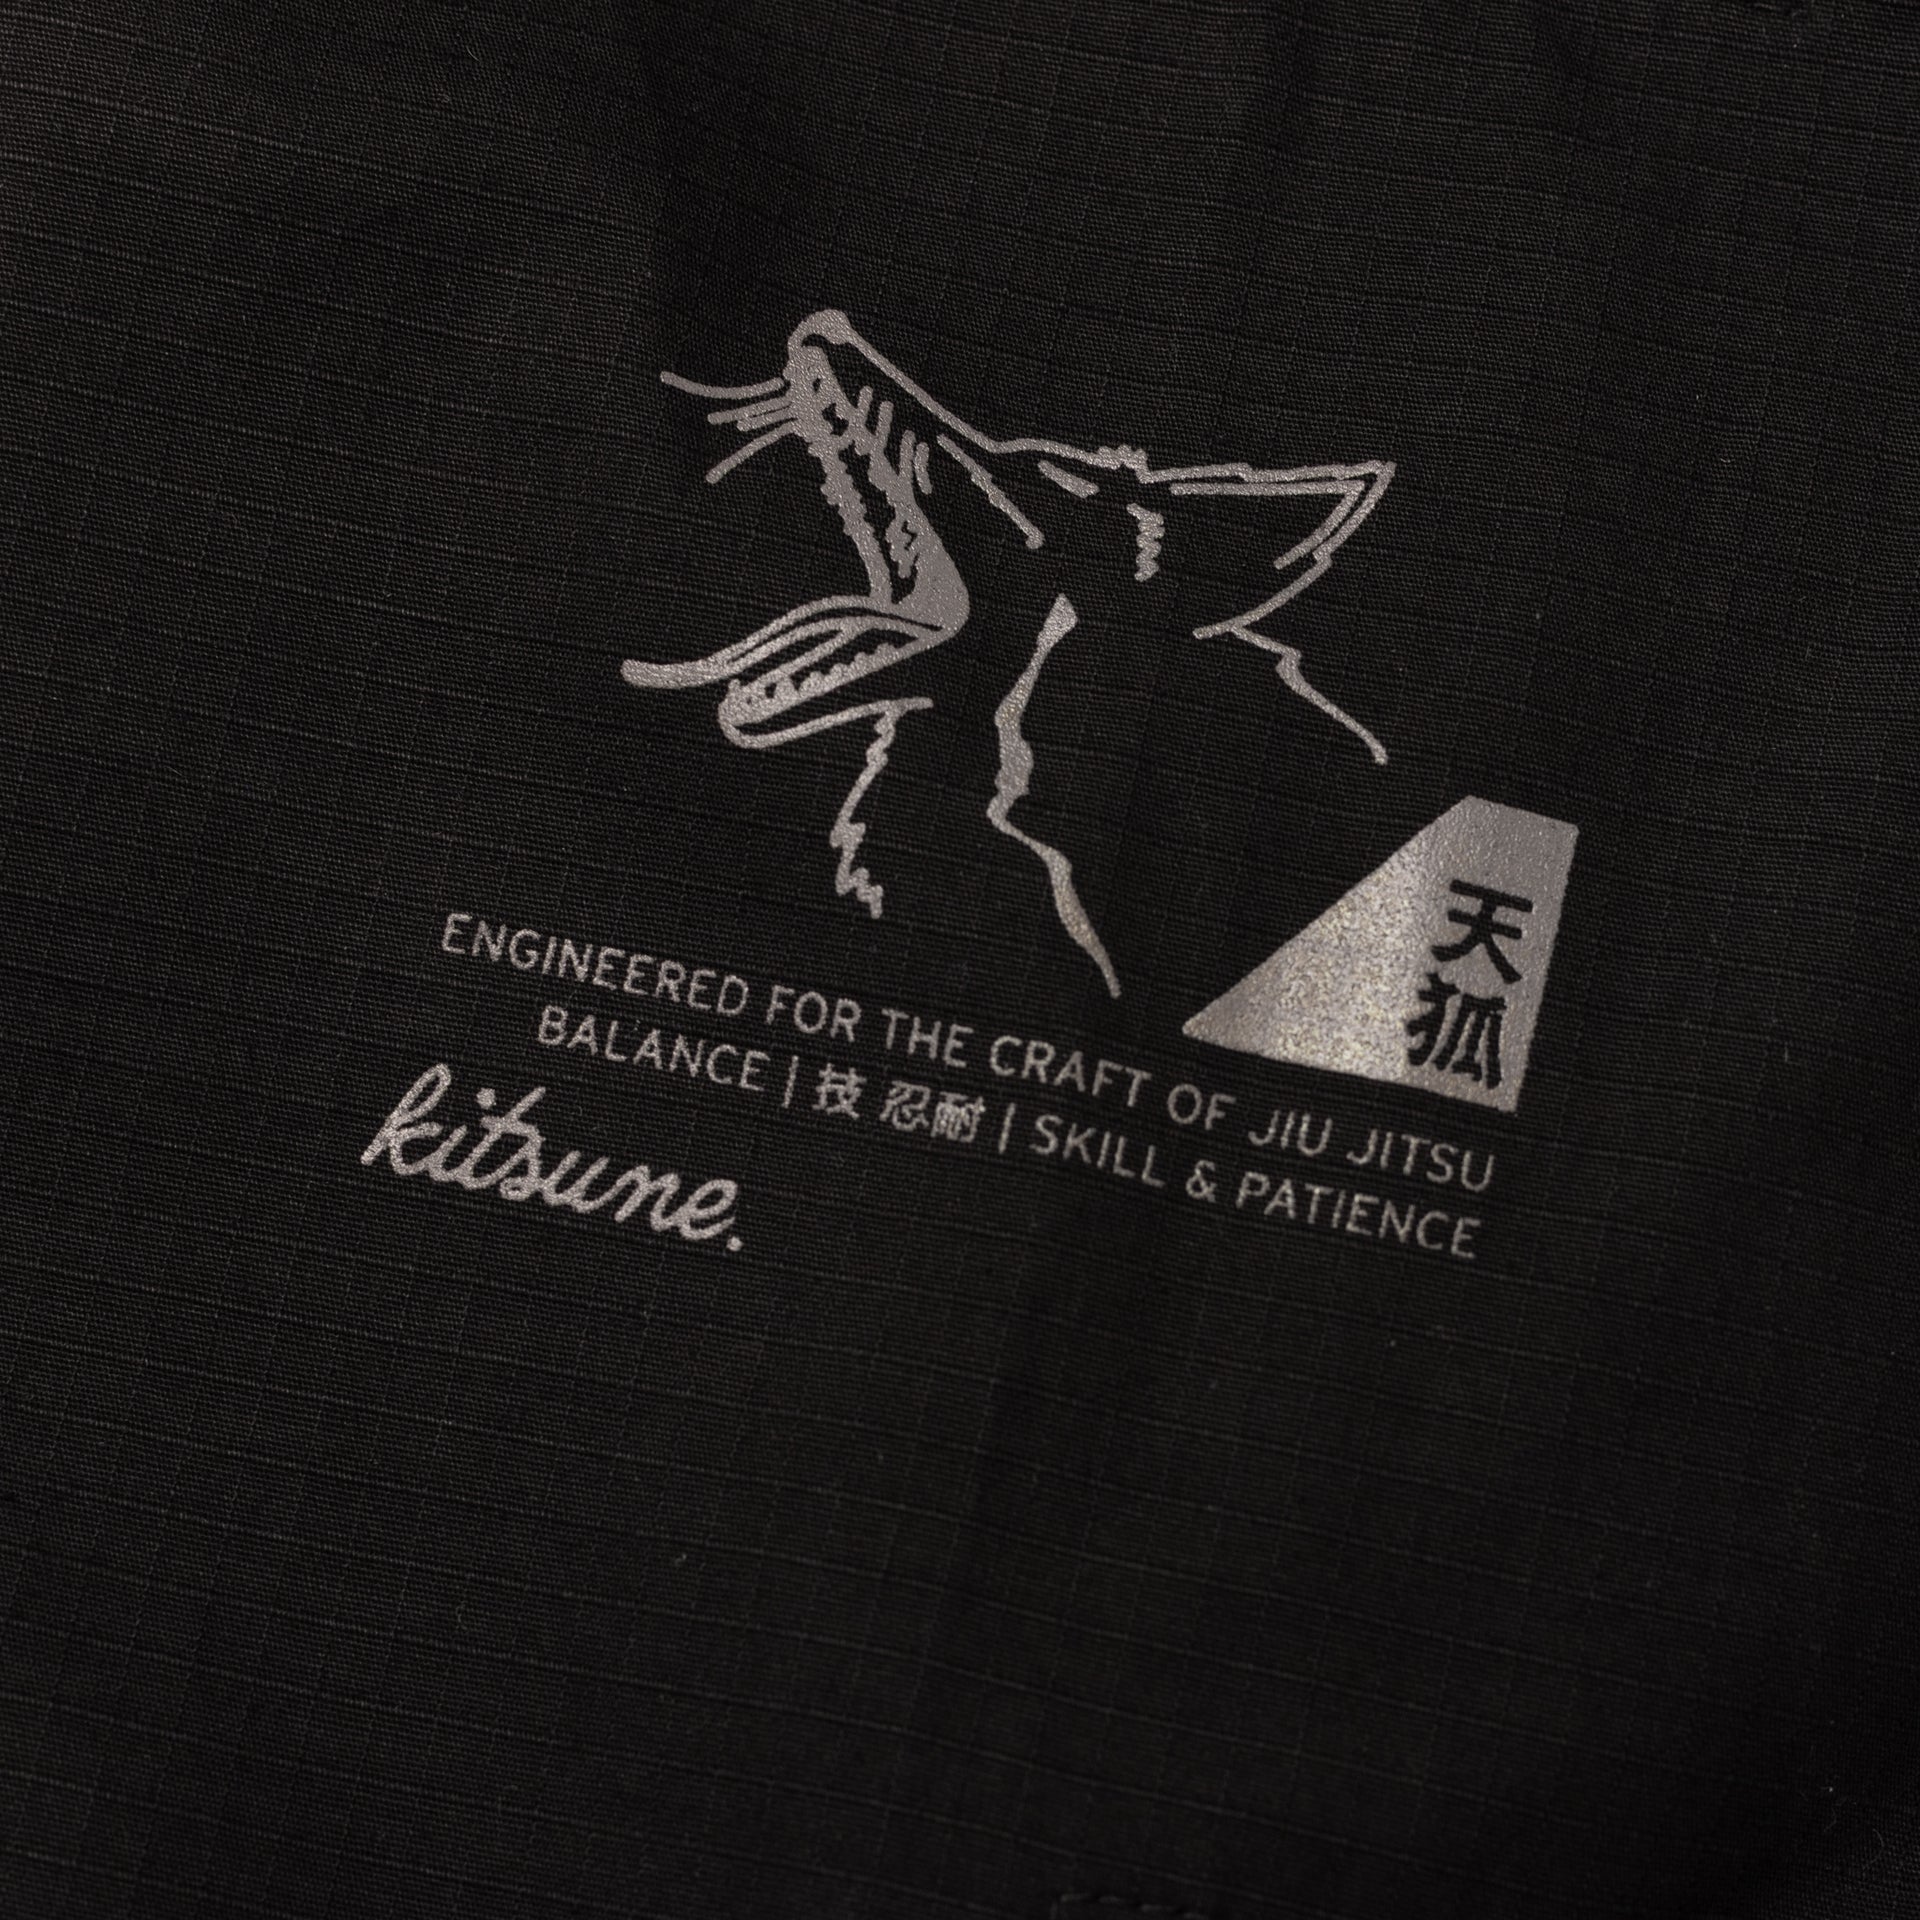 天狐
ENGINEERED FOR THE CRAFT OF JIU JITSU
BALANCE | 技 忍耐 | SKILL & PATIENCE
kitsune.